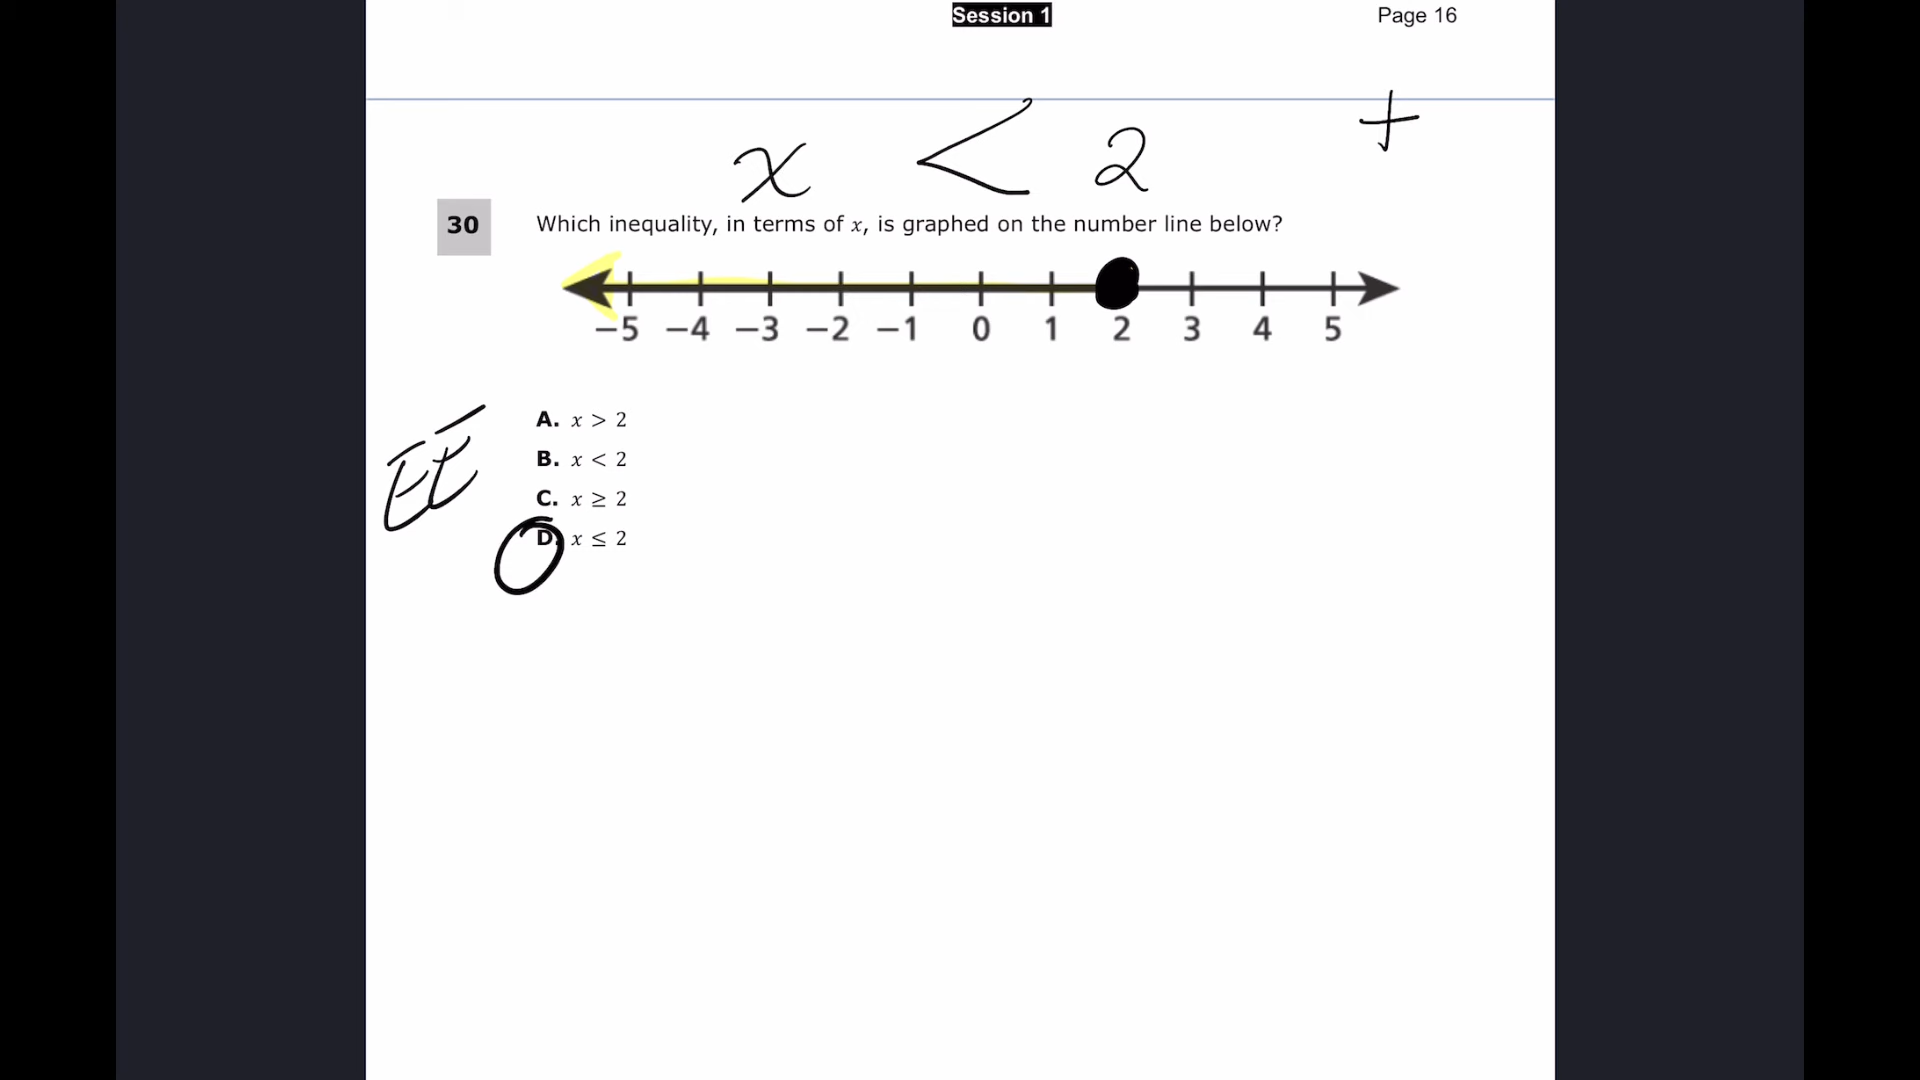 Session 1 Page 16
x < 2 +
30 Which inequality, in terms of x, is graphed on the number line below?
−5 −4 −3 −2 −1 0 1 2 3 4 5
A. x > 2
B. x < 2
C. x ≥ 2
D. x ≤ 2
EE